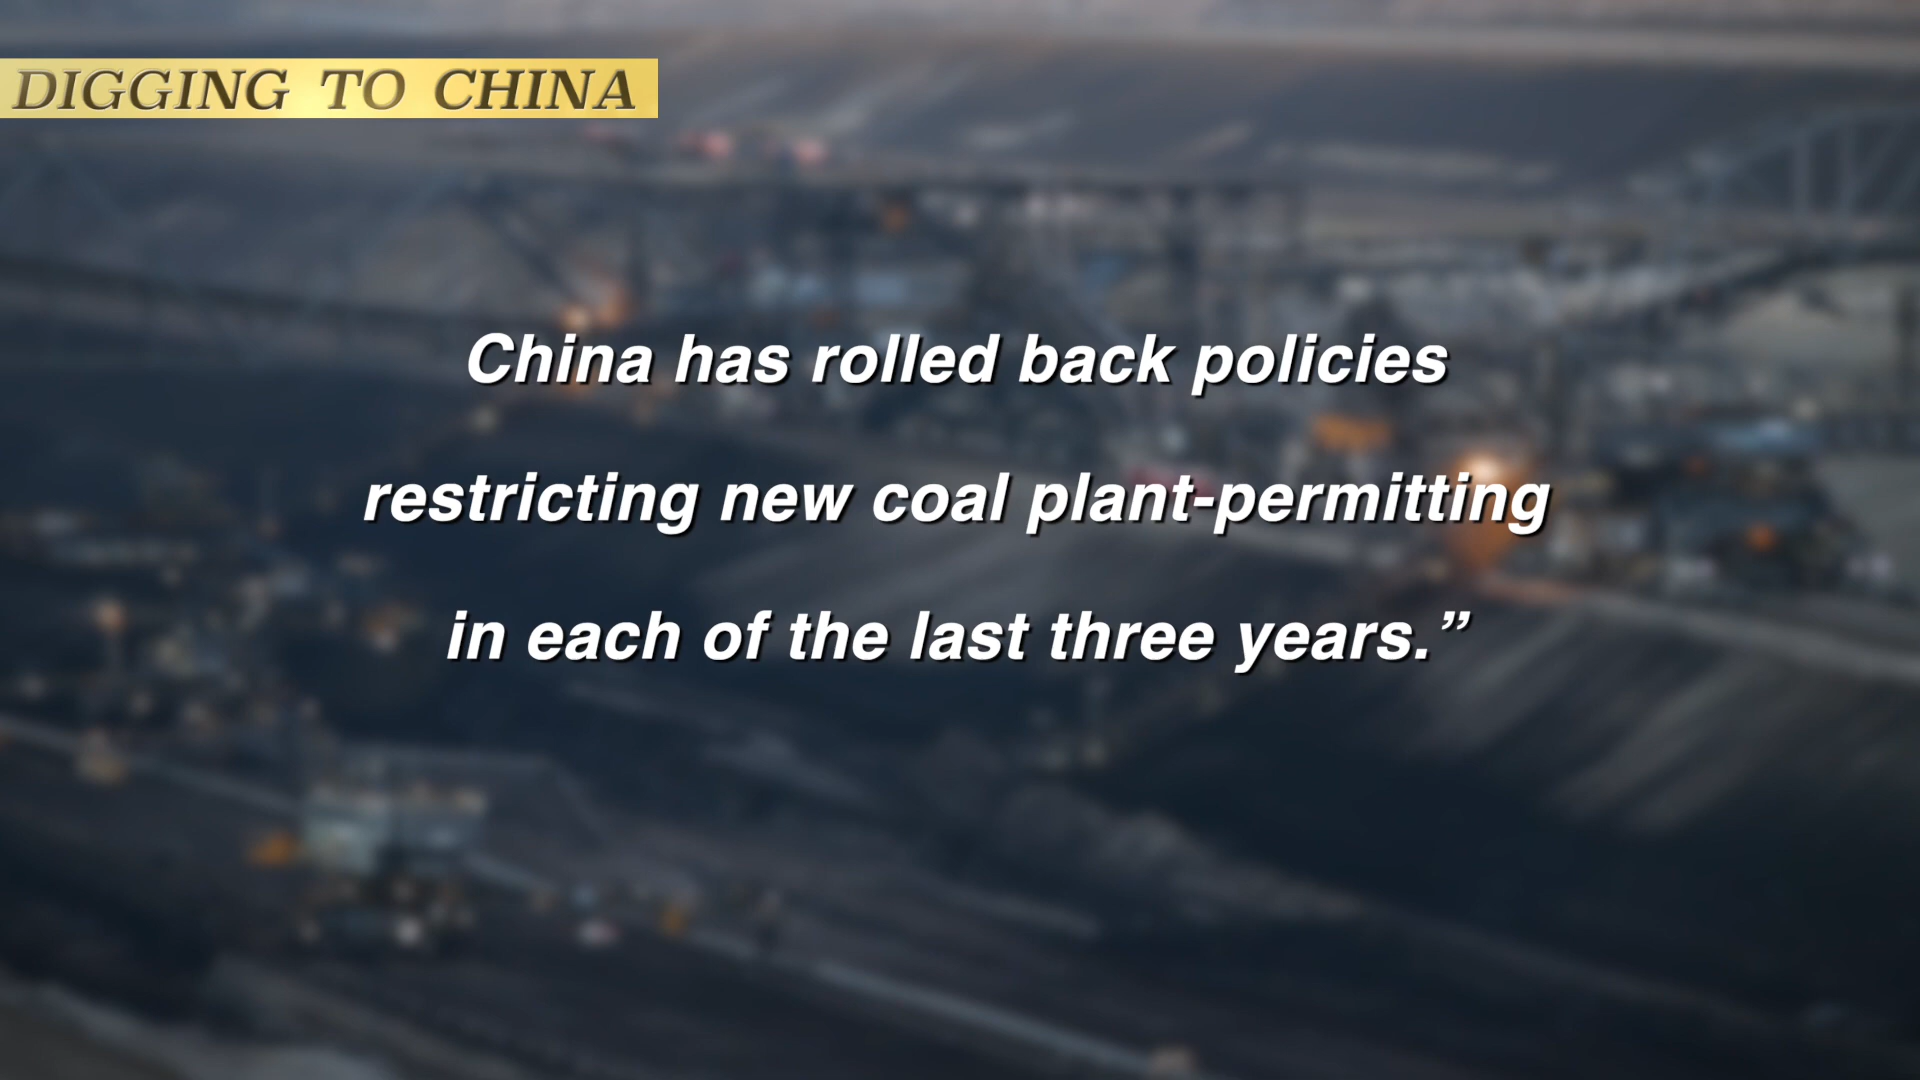 DIGGING TO CHINA
China has rolled back policies
restricting new coal plant-permitting
in each of the last three years.”